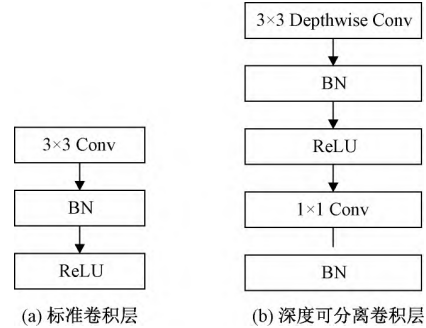 3×3 Conv
BN
ReLU
(a) 标准卷积层
3×3 Depthwise Conv
BN
ReLU
1×1 Conv
BN
(b) 深度可分离卷积层